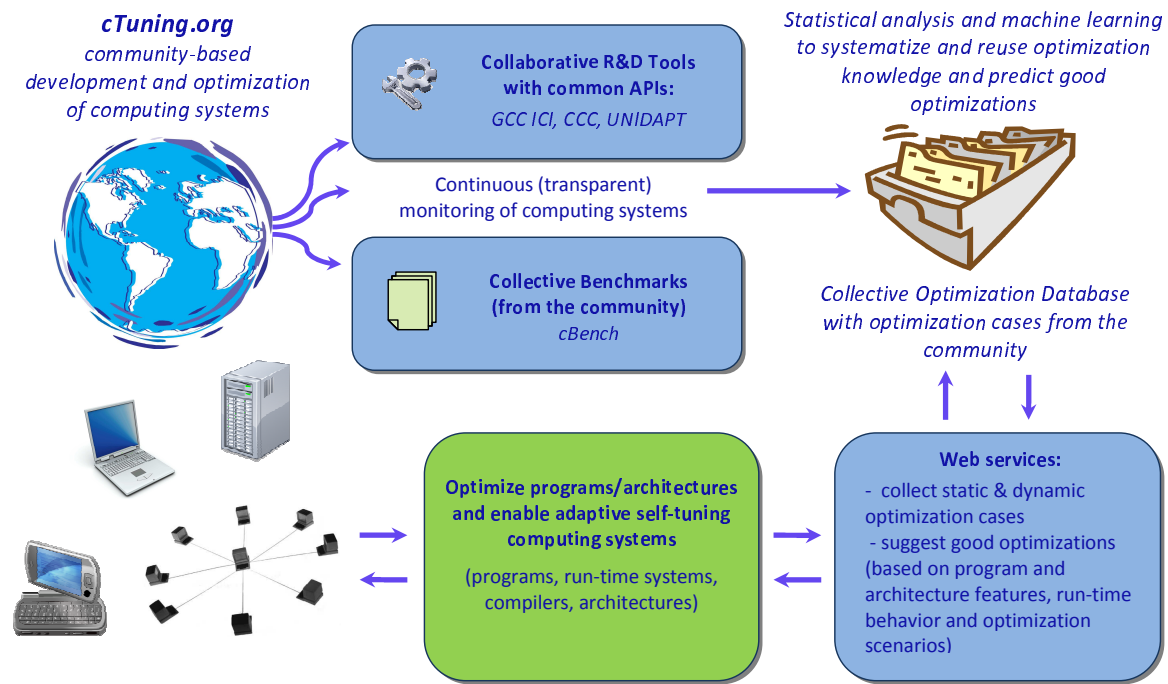 cTuning.org
community-based
development and optimization
of computing systems
Collaborative R&D Tools
with common APIs:
GCC ICI, CCC, UNIDAPT
Continuous (transparent)
monitoring of computing systems
Collective Benchmarks
(from the community)
cBench
Statistical analysis and machine learning
to systematize and reuse optimization
knowledge and predict good
optimizations
Collective Optimization Database
with optimization cases from the
community
Optimize programs/architectures
and enable adaptive self-tuning
computing systems
(programs, run-time systems,
compilers, architectures)
Web services:
- collect static & dynamic
optimization cases
- suggest good optimizations
(based on program and
architecture features, run-time
behavior and optimization
scenarios)